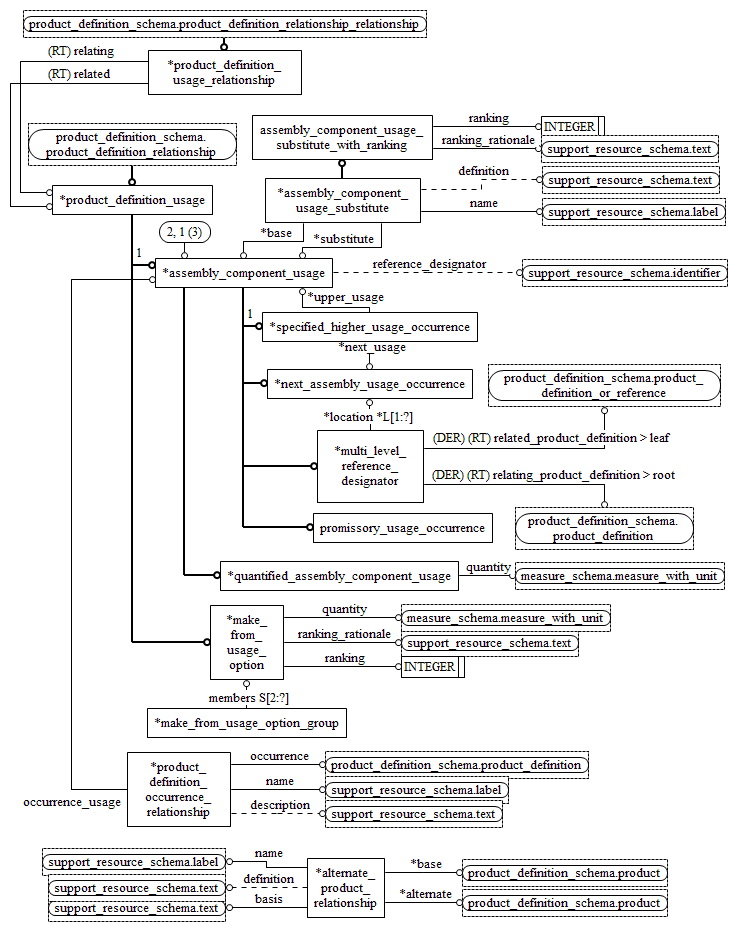 product_definition_schema.product_definition_relationship_relationship
(RT) relating
(RT) related
*product_definition_
usage_relationship
product_definition_schema.
product_definition_relationship
assembly_component_usage_
substitute_with_ranking
ranking
INTEGER
ranking_rationale
support_resource_schema.text
*product_definition_usage
*assembly_component_
usage_substitute
definition
support_resource_schema.text
name
support_resource_schema.label
2, 1 (3)
*base
*substitute
1
*assembly_component_usage
reference_designator
support_resource_schema.identifier
*upper_usage
1
*specified_higher_usage_occurrence
*next_usage
*next_assembly_usage_occurrence
product_definition_schema.product_
definition_or_reference
*location *L[1:?]
*multi_level_
reference_
designator
(DER) (RT) related_product_definition > leaf
(DER) (RT) relating_product_definition > root
promissory_usage_occurrence
product_definition_schema.
product_definition
*quantified_assembly_component_usage
quantity
measure_schema.measure_with_unit
*make_
from_
usage_
option
quantity
measure_schema.measure_with_unit
ranking_rationale
support_resource_schema.text
ranking
INTEGER
members S[2:?]
*make_from_usage_option_group
occurrence_usage
*product_
definition_
occurrence_
relationship
occurrence
product_definition_schema.product_definition
name
support_resource_schema.label
description
support_resource_schema.text
support_resource_schema.label
name
support_resource_schema.text
definition
support_resource_schema.text
basis
*alternate_
product_
relationship
*base
product_definition_schema.product
*alternate
product_definition_schema.product